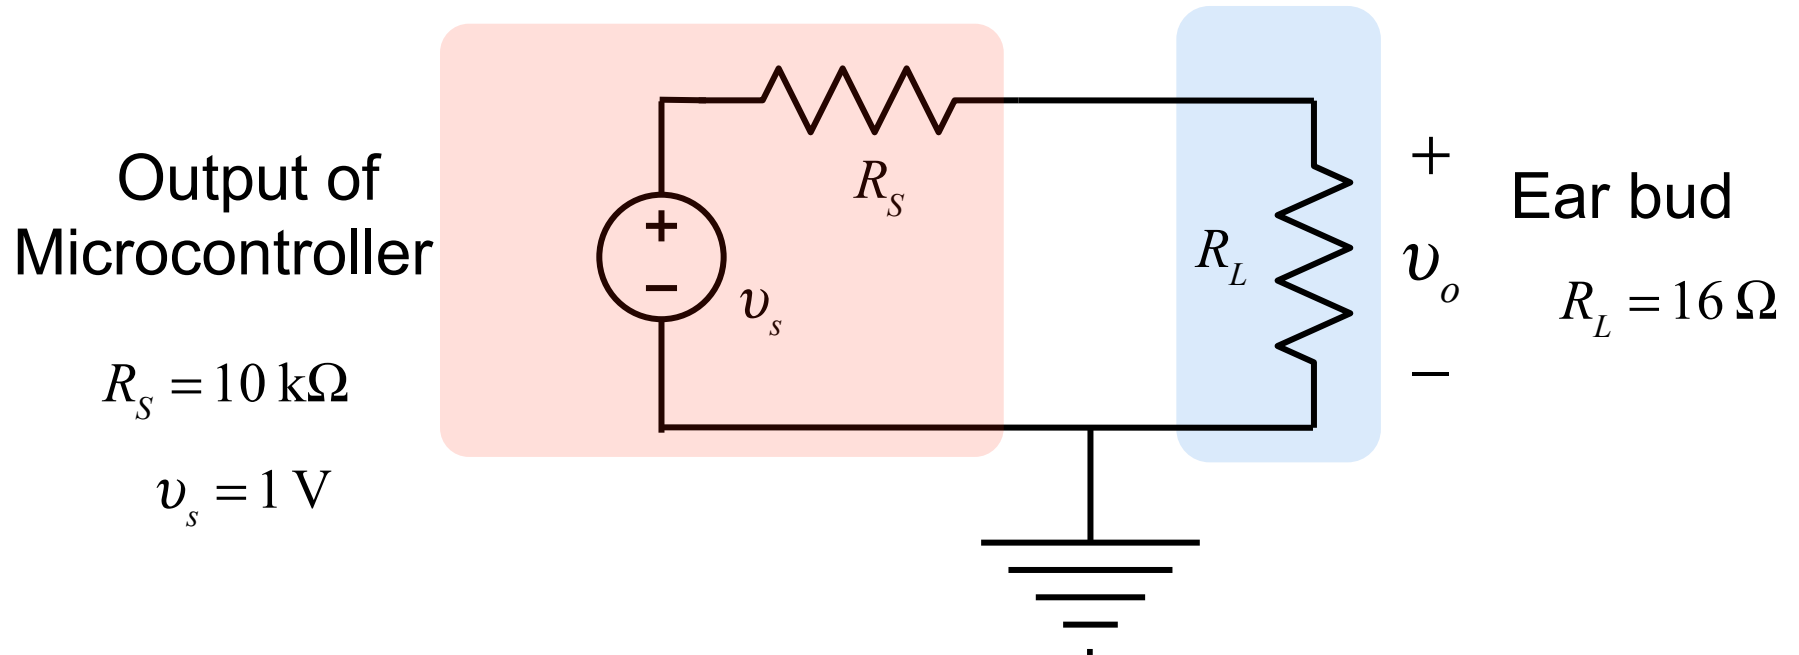 Output of
Microcontroller
R_S = 10 kΩ
υ_s = 1 V
R_S
+
−
υ_s
R_L
+
υ_o
−
Ear bud
R_L = 16 Ω